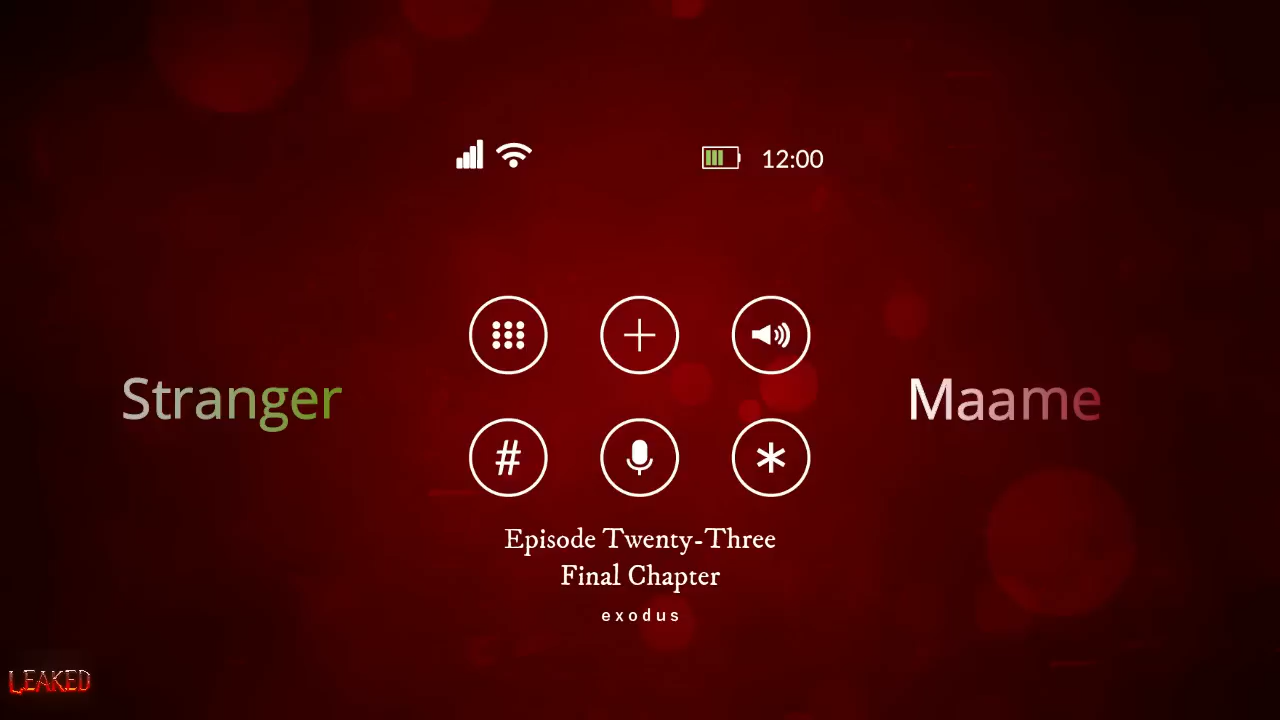 12:00
Stranger
Maame
#
*
Episode Twenty-Three
Final Chapter
exodus
LEAKED